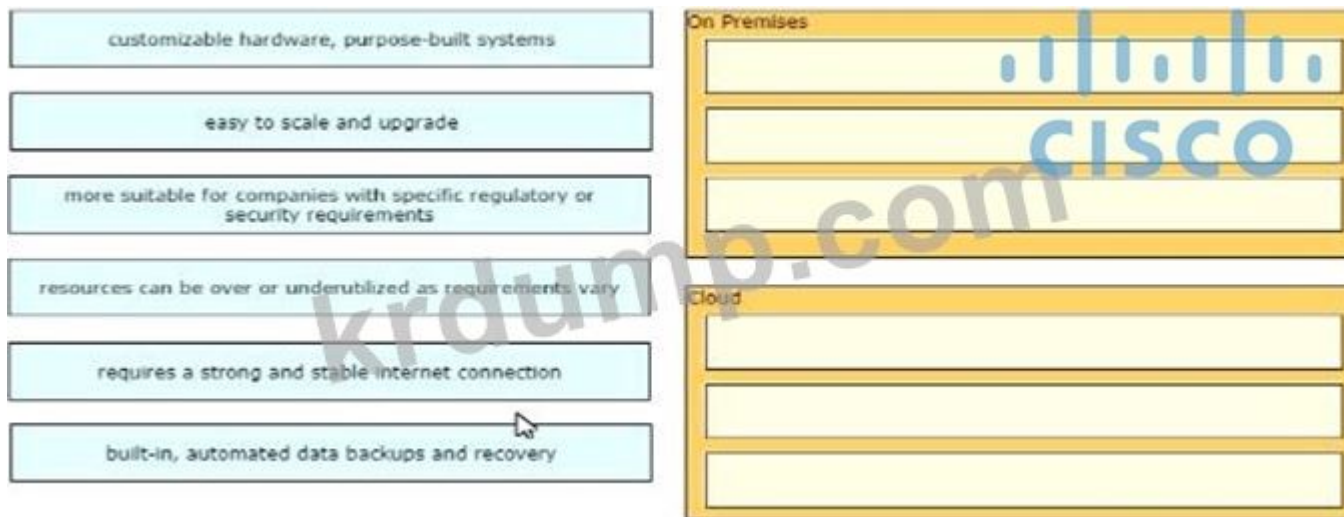 customizable hardware, purpose-built systems
easy to scale and upgrade
more suitable for companies with specific regulatory or
security requirements
resources can be over or underutilized as requirements vary
requires a strong and stable internet connection
built-in, automated data backups and recovery
On Premises
CISCO
Cloud
krdump.com